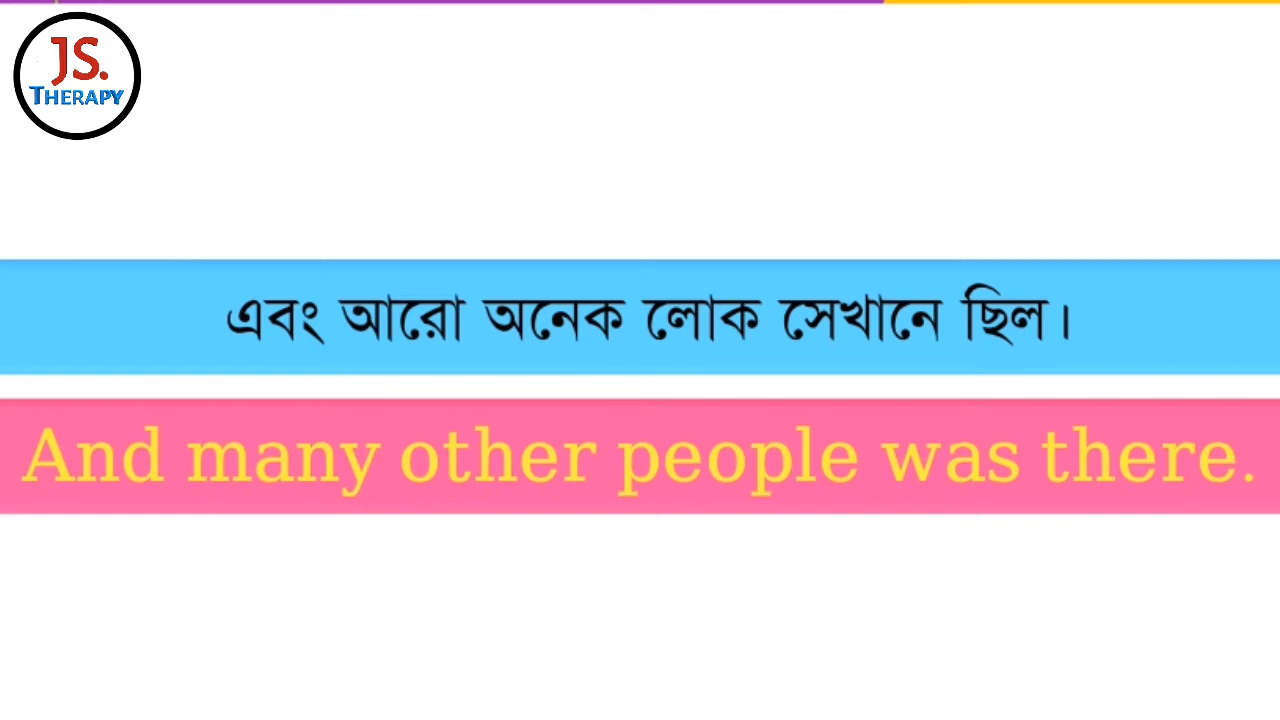 JS.
THERAPY
এবং আরো অনেক লোক সেখানে ছিল।
And many other people was there.